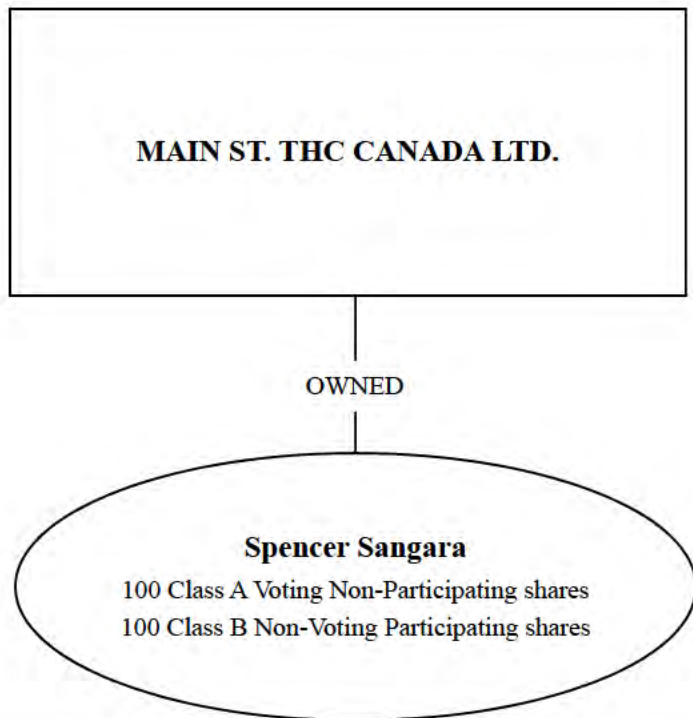 MAIN ST. THC CANADA LTD.
OWNED
Spencer Sangara
100 Class A Voting Non-Participating shares
100 Class B Non-Voting Participating shares